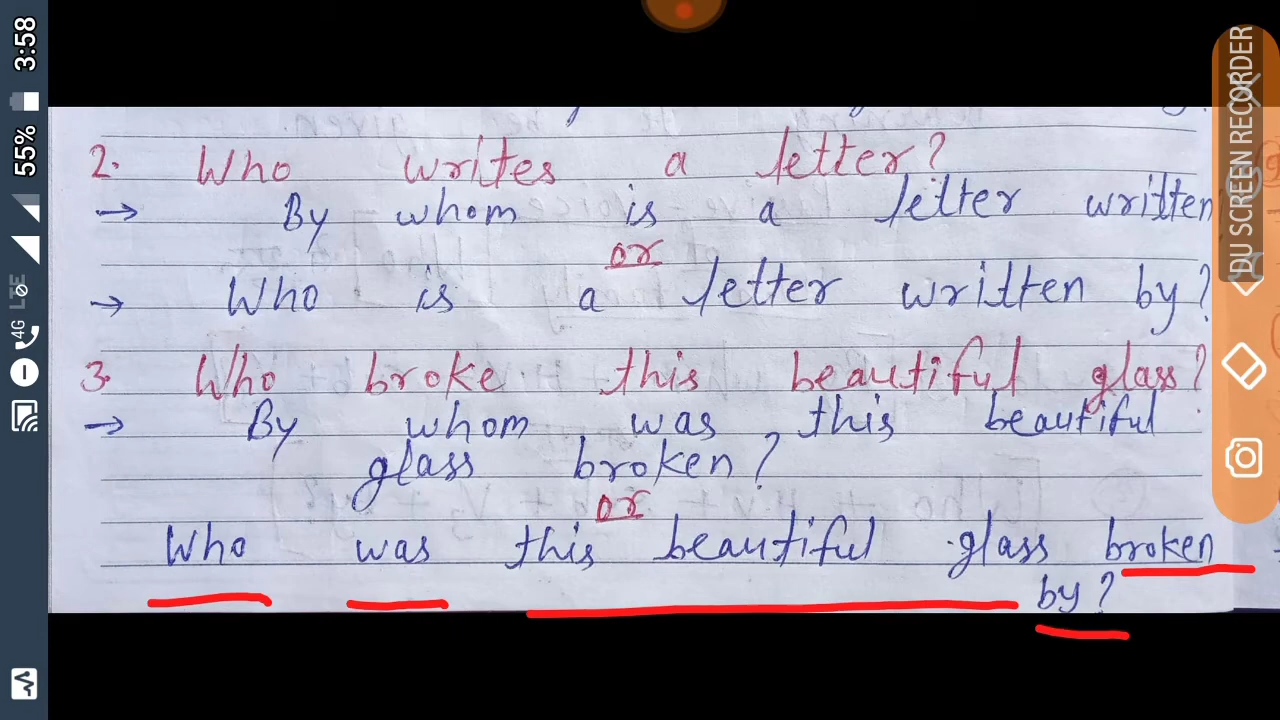 3:58
55%
LTE
4G
DU SCREEN RECORDER
2. Who writes a letter?
→ By whom is a letter written
or
→ Who is a letter written by?
3. Who broke this beautiful glass?
→ By whom was this beautiful
glass broken?
or
Who was this beautiful glass broken
by?